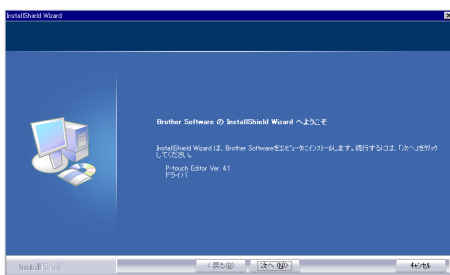 InstallShield Wizard
Brother Software の InstallShield Wizard へようこそ
InstallShield Wizard は、Brother Softwareをコンピュータにインストールします。続行するには、「次へ」をクリック
してください。
P-touch Editor Ver. 4.1
ドライバ
InstallShield
< 戻る(B)
次へ (N)>
キャンセル